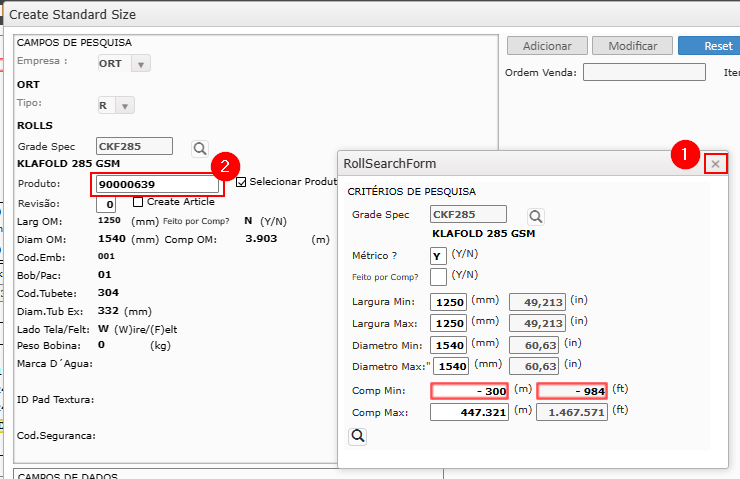 Create Standard Size
CAMPOS DE PESQUISA
Empresa : ORT
ORT
Tipo: R
ROLLS
Grade Spec CKF285
KLAFOLD 285 GSM
2
Produto: 90000639 Selecionar Produt
Revisão: 0 Create Article
Larg OM: 1250 (mm) Feito por Comp? N (Y/N)
Diam OM: 1540 (mm) Comp OM: 3.903 (m)
Cod.Emb: 001
Bob/Pac: 01
Cod.Tubete: 304
Diam.Tub Ex: 332 (mm)
Lado Tela/Felt: W (W)ire/(F)elt
Peso Bobina: 0 (kg)
Marca D´Agua:
ID Pad Textura:
Cod.Seguranca:
CAMPOS DE DADOS
Adicionar Modificar Reset
Ordem Venda: Iter
1
RollSearchForm ×
CRITÉRIOS DE PESQUISA
Grade Spec CKF285
KLAFOLD 285 GSM
Métrico ? Y (Y/N)
Feito por Comp? (Y/N)
Largura Min: 1250 (mm) 49,213 (in)
Largura Max: 1250 (mm) 49,213 (in)
Diametro Min: 1540 (mm) 60,63 (in)
Diametro Max:" 1540 (mm) 60,63 (in)
Comp Min: - 300 (m) - 984 (ft)
Comp Max: 447.321 (m) 1.467.571 (ft)